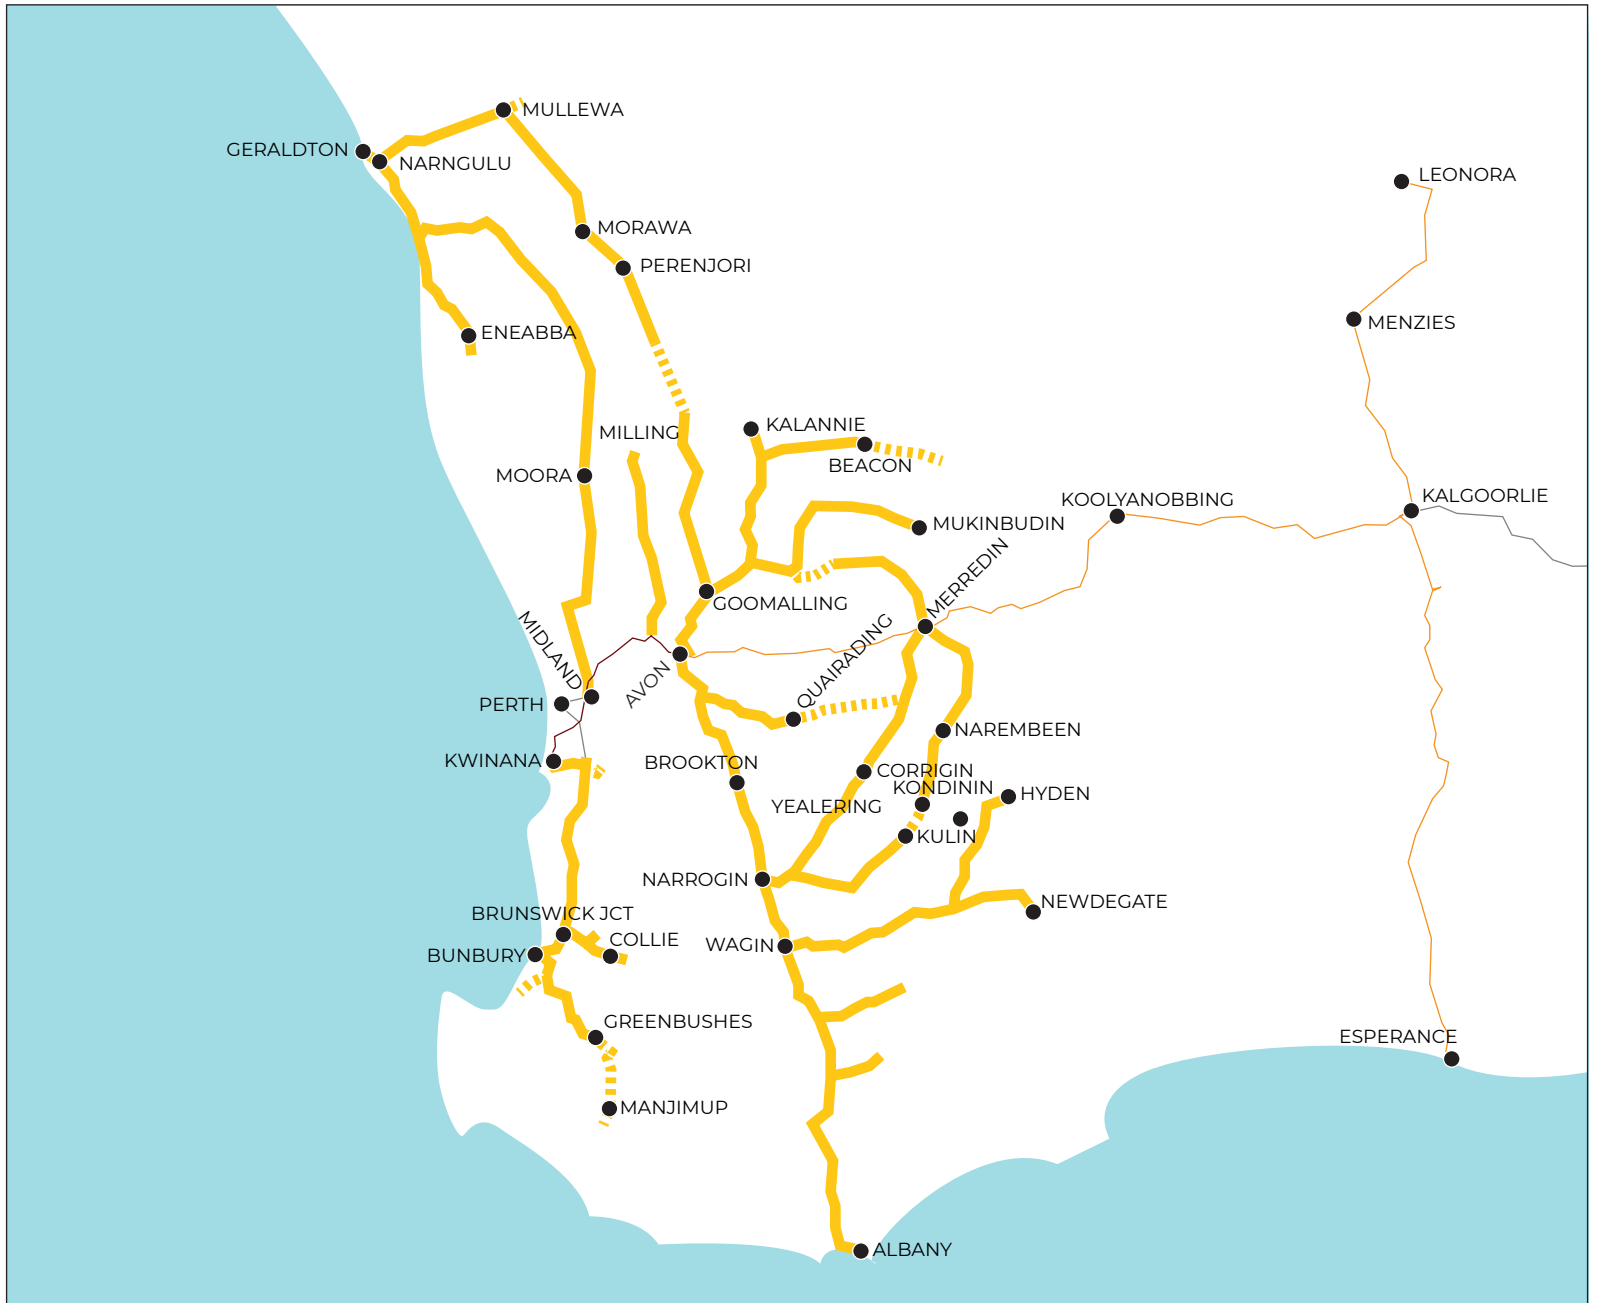 MULLEWA
GERALDTON
NARNGULU
LEONORA
MORAWA
PERENJORI
MENZIES
ENEABBA
KALANNIE
MILLING
BEACON
MOORA
KOOLYANOBBING
KALGOORLIE
MUKINBUDIN
MERREDIN
GOOMALLING
MIDLAND
QUAIRADING
AVON
PERTH
NAREMBEEN
KWINANA
BROOKTON
CORRIGIN
KONDININ
HYDEN
YEALERING
KULIN
NARROGIN
NEWDEGATE
BRUNSWICK JCT
COLLIE
WAGIN
BUNBURY
GREENBUSHES
ESPERANCE
MANJIMUP
ALBANY